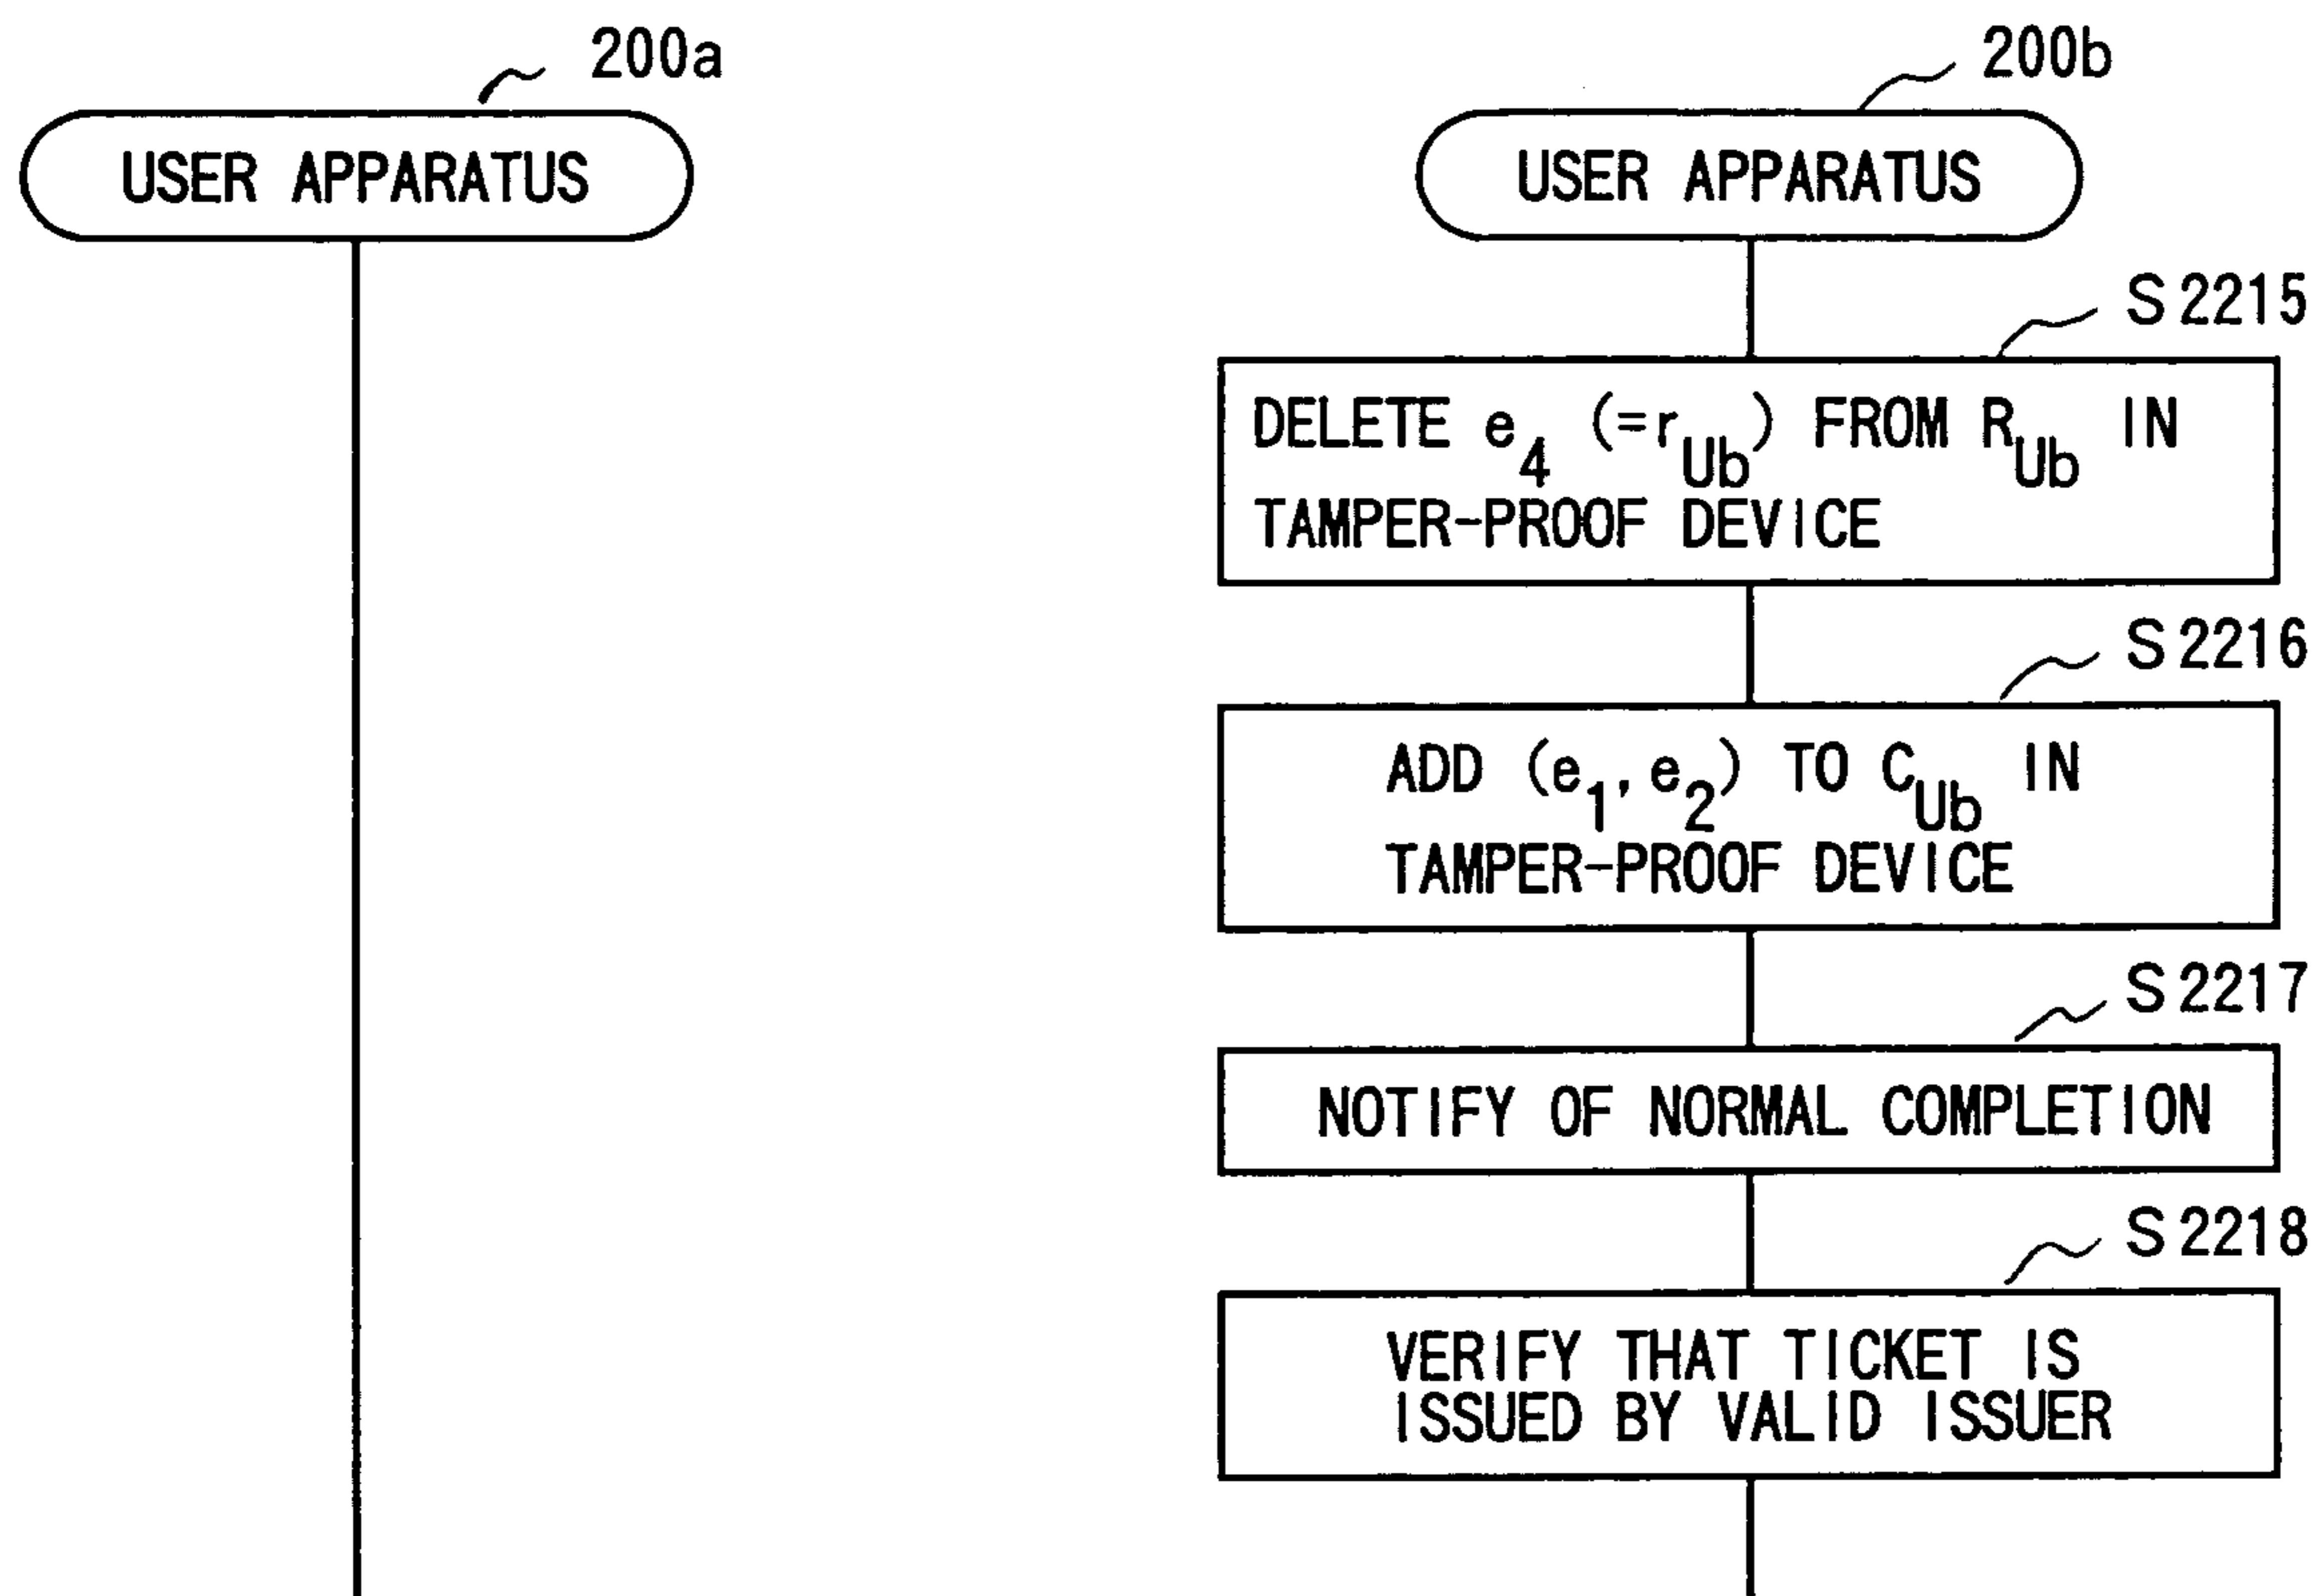 200a
200b
USER APPARATUS
USER APPARATUS
S2215
DELETE e4 (=rUb) FROM RUb IN
TAMPER-PROOF DEVICE
S2216
ADD (e1, e2) TO CUb IN
TAMPER-PROOF DEVICE
S2217
NOTIFY OF NORMAL COMPLETION
S2218
VERIFY THAT TICKET IS
ISSUED BY VALID ISSUER